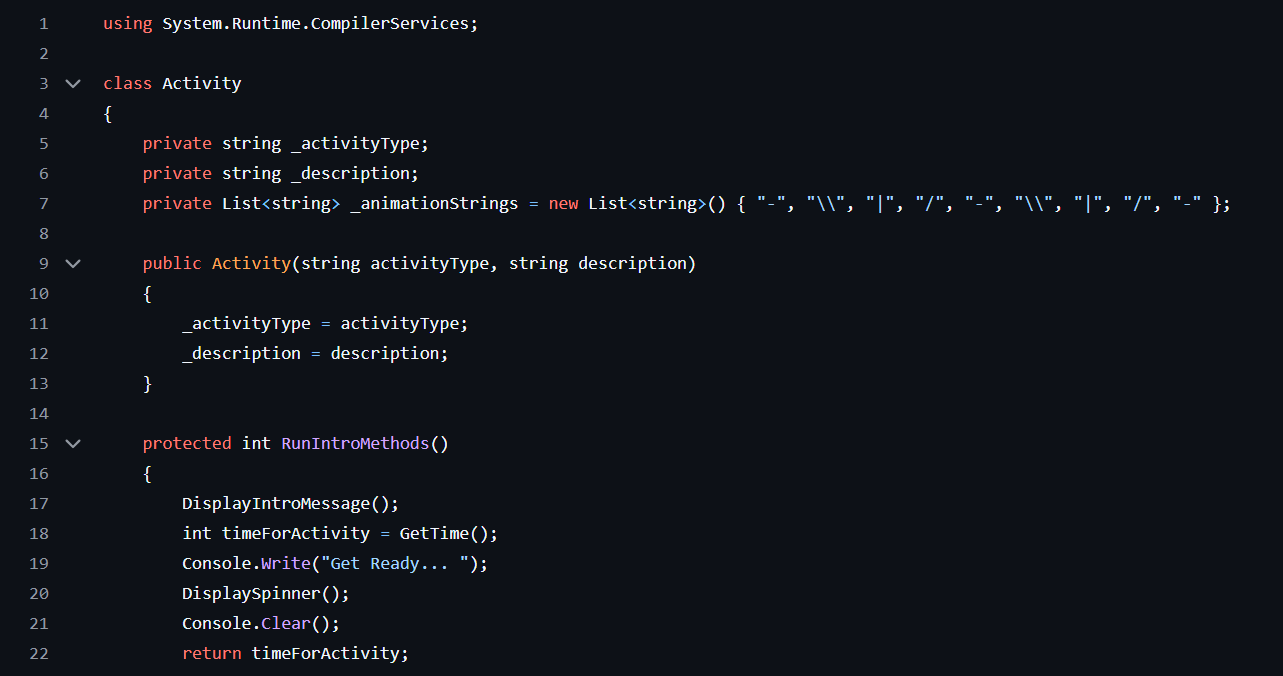 1 using System.Runtime.CompilerServices;
2
3 class Activity
4 {
5     private string _activityType;
6     private string _description;
7     private List<string> _animationStrings = new List<string>() { "-", "\\", "|", "/", "-", "\\", "|", "/", "-" };
8
9     public Activity(string activityType, string description)
10     {
11         _activityType = activityType;
12         _description = description;
13     }
14
15     protected int RunIntroMethods()
16     {
17         DisplayIntroMessage();
18         int timeForActivity = GetTime();
19         Console.Write("Get Ready... ");
20         DisplaySpinner();
21         Console.Clear();
22         return timeForActivity;